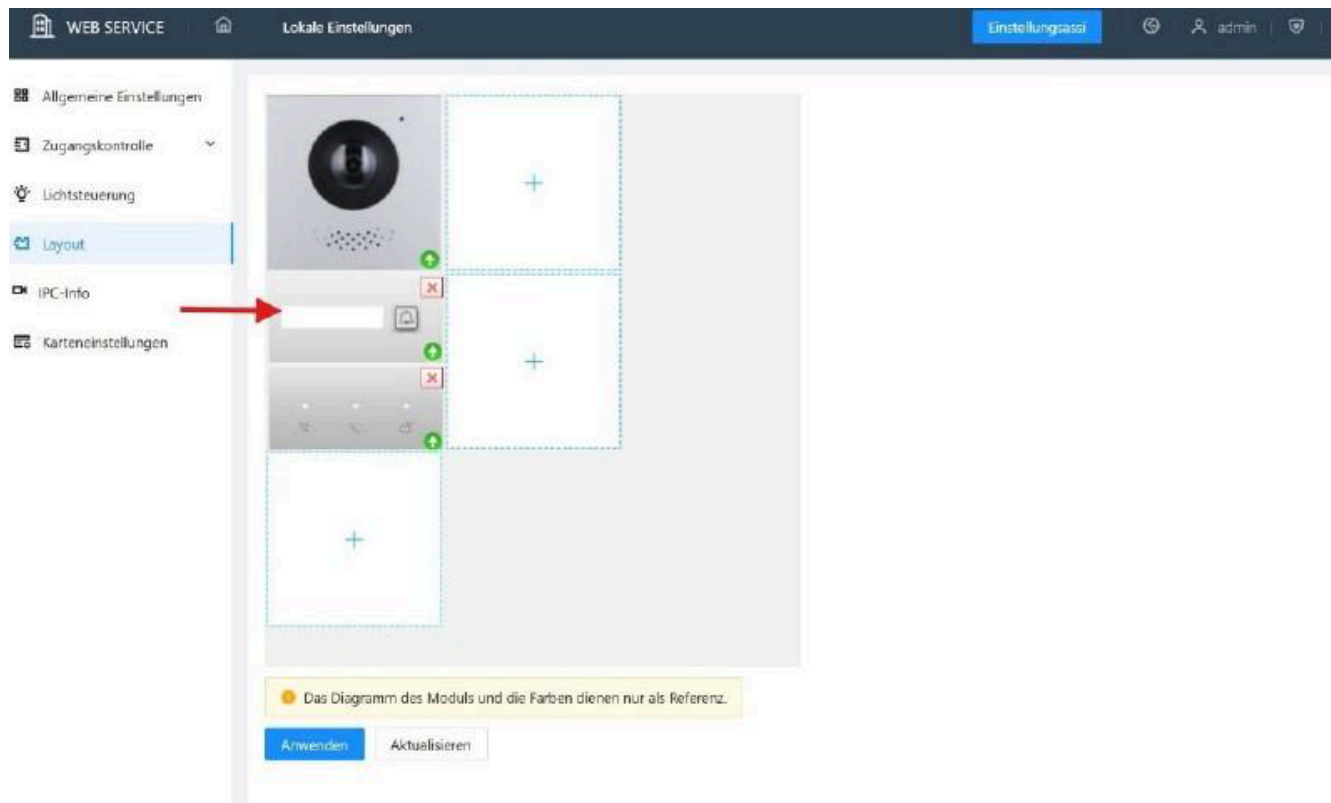 WEB SERVICE
Lokale Einstellungen
Einstellungsassi
admin
Allgemeine Einstellungen
Zugangskontrolle
Lichtsteuerung
Layout
IPC-Info
Karteneinstellungen
Das Diagramm des Moduls und die Farben dienen nur als Referenz.
Anwenden
Aktualisieren